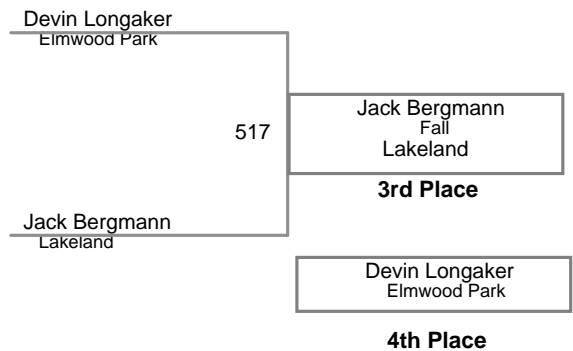 Devin Longaker
Elmwood Park
517
Jack Bergmann
Fall
Lakeland
3rd Place
Jack Bergmann
Lakeland
Devin Longaker
Elmwood Park
4th Place